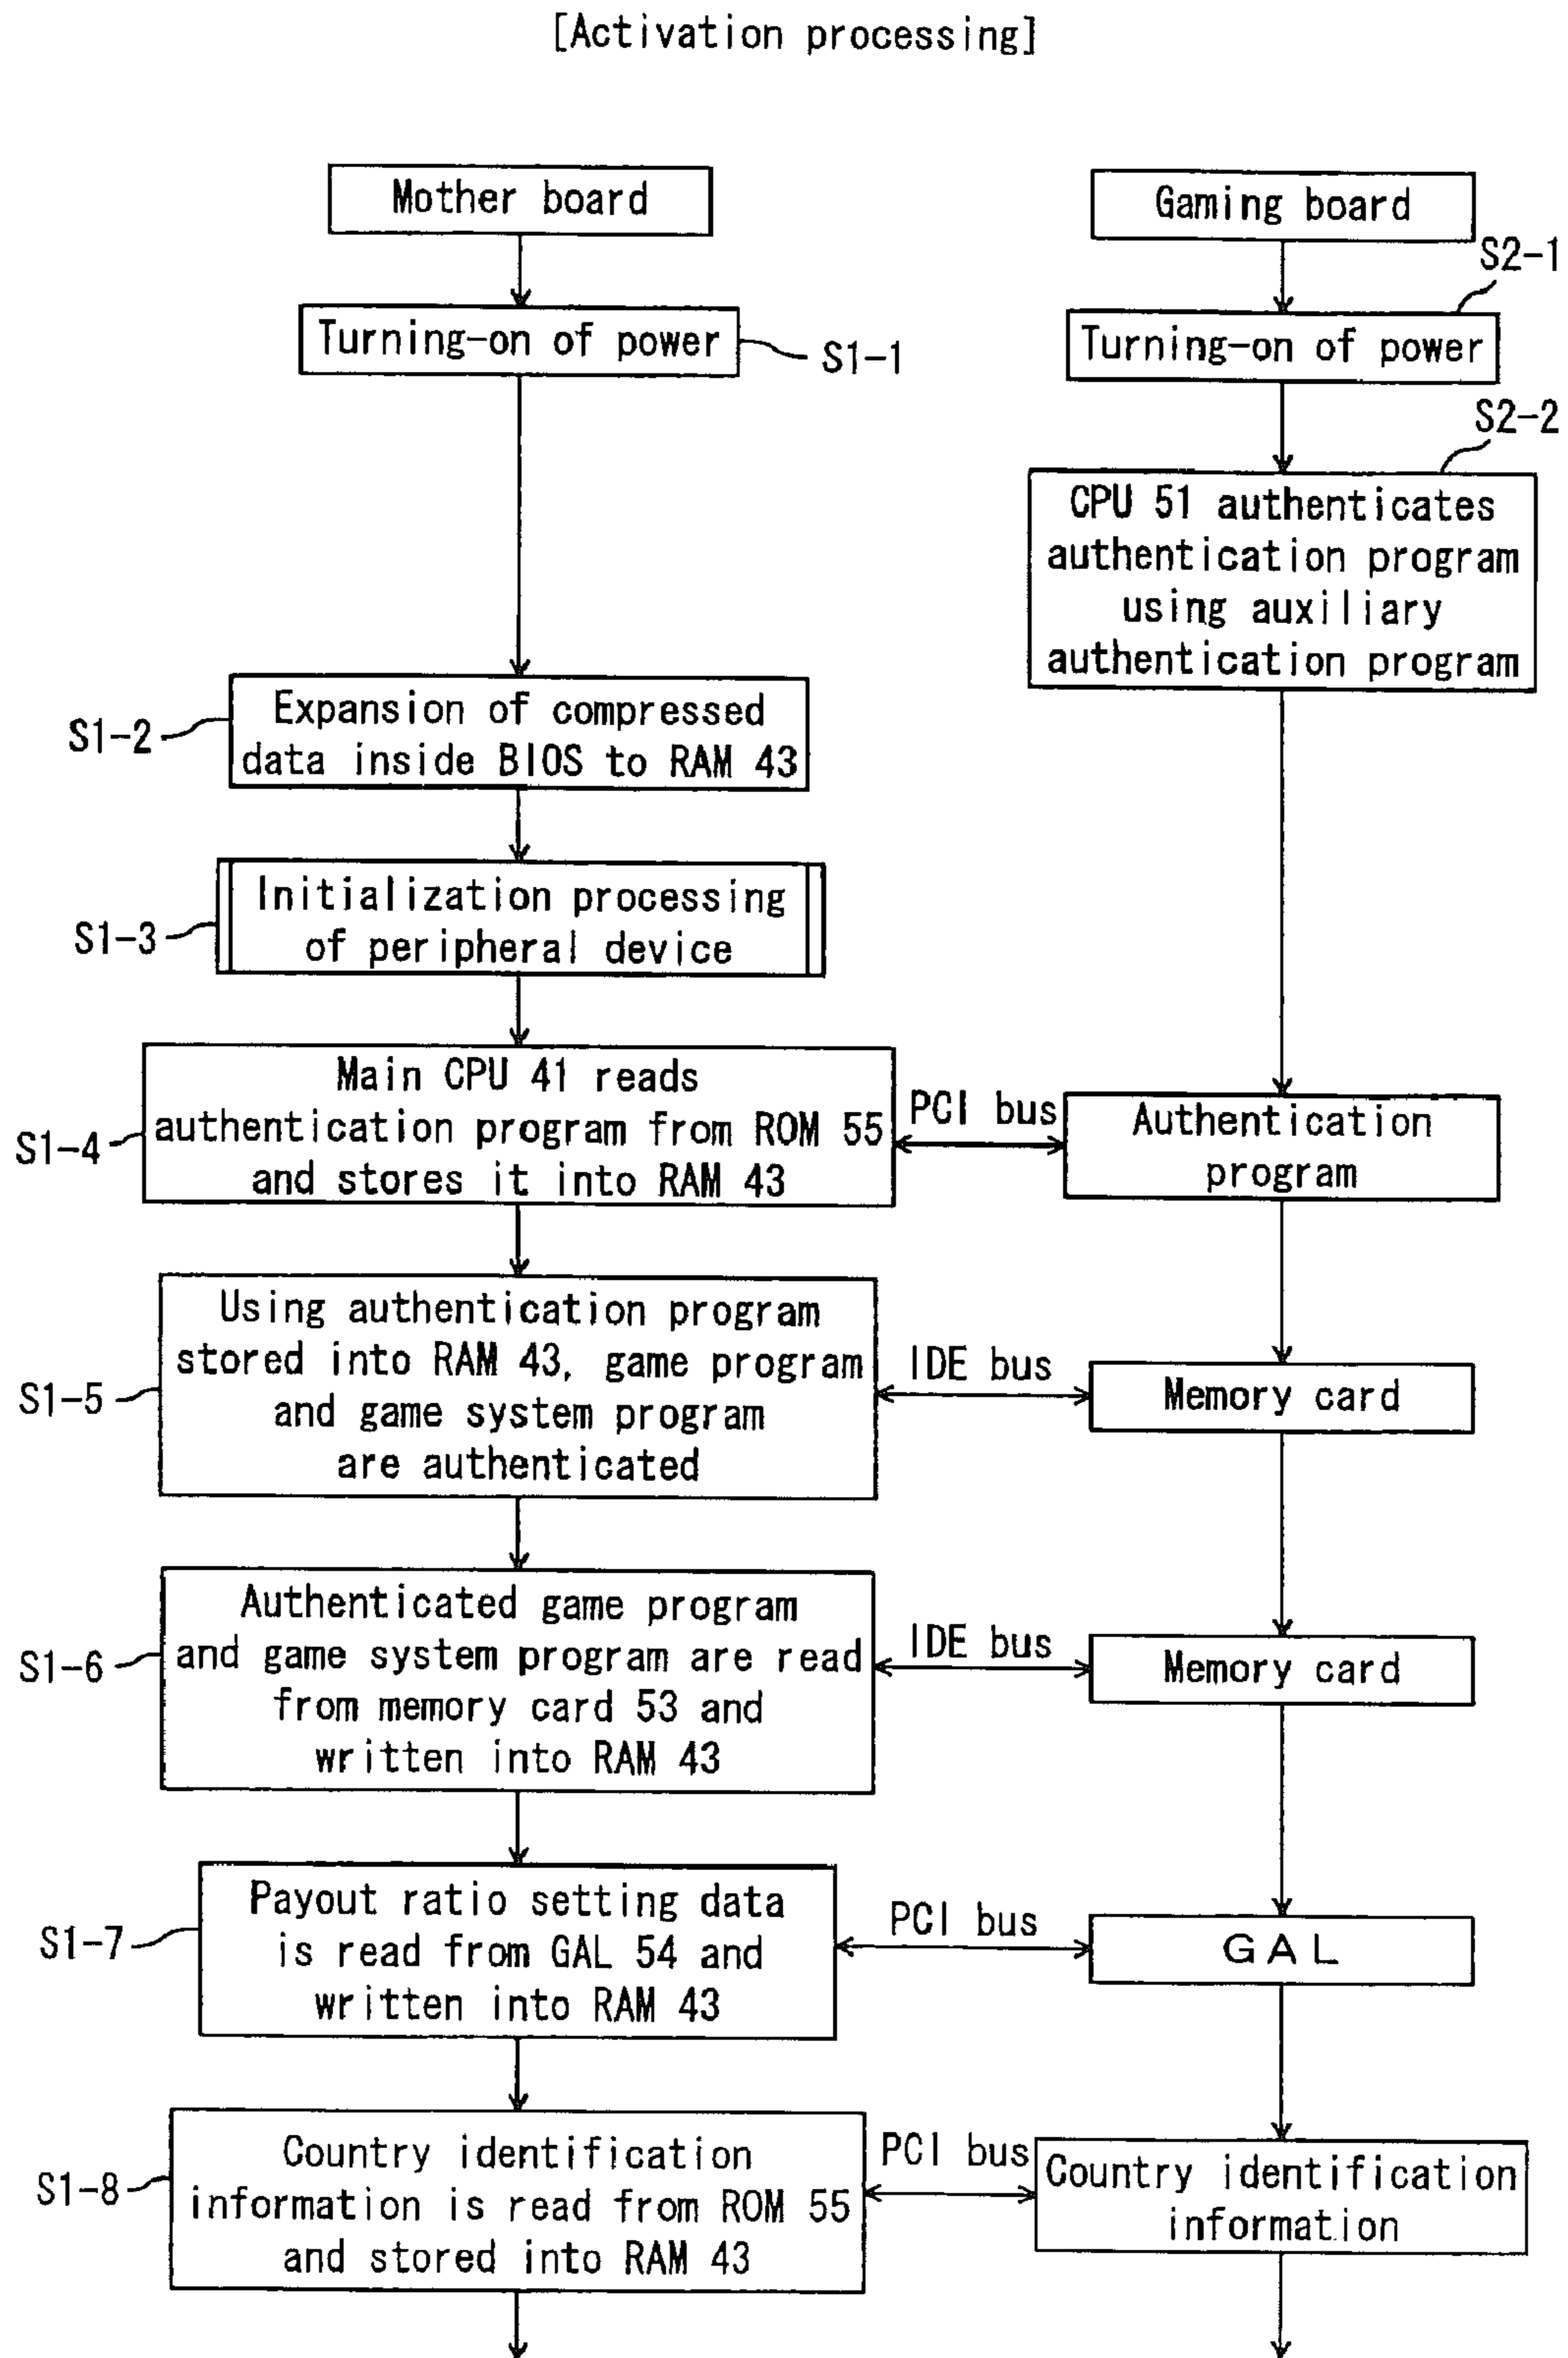 [Activation processing]
Mother board
Gaming board
S2-1
Turning-on of power
S1-1
Turning-on of power
S2-2
CPU 51 authenticates
authentication program
using auxiliary
authentication program
S1-2
Expansion of compressed
data inside BIOS to RAM 43
S1-3
Initialization processing
of peripheral device
S1-4
Main CPU 41 reads
authentication program from ROM 55
and stores it into RAM 43
PCI bus
Authentication
program
S1-5
Using authentication program
stored into RAM 43, game program
and game system program
are authenticated
IDE bus
Memory card
S1-6
Authenticated game program
and game system program are read
from memory card 53 and
written into RAM 43
IDE bus
Memory card
S1-7
Payout ratio setting data
is read from GAL 54 and
written into RAM 43
PCI bus
GAL
S1-8
Country identification
information is read from ROM 55
and stored into RAM 43
PCI bus
Country identification
information